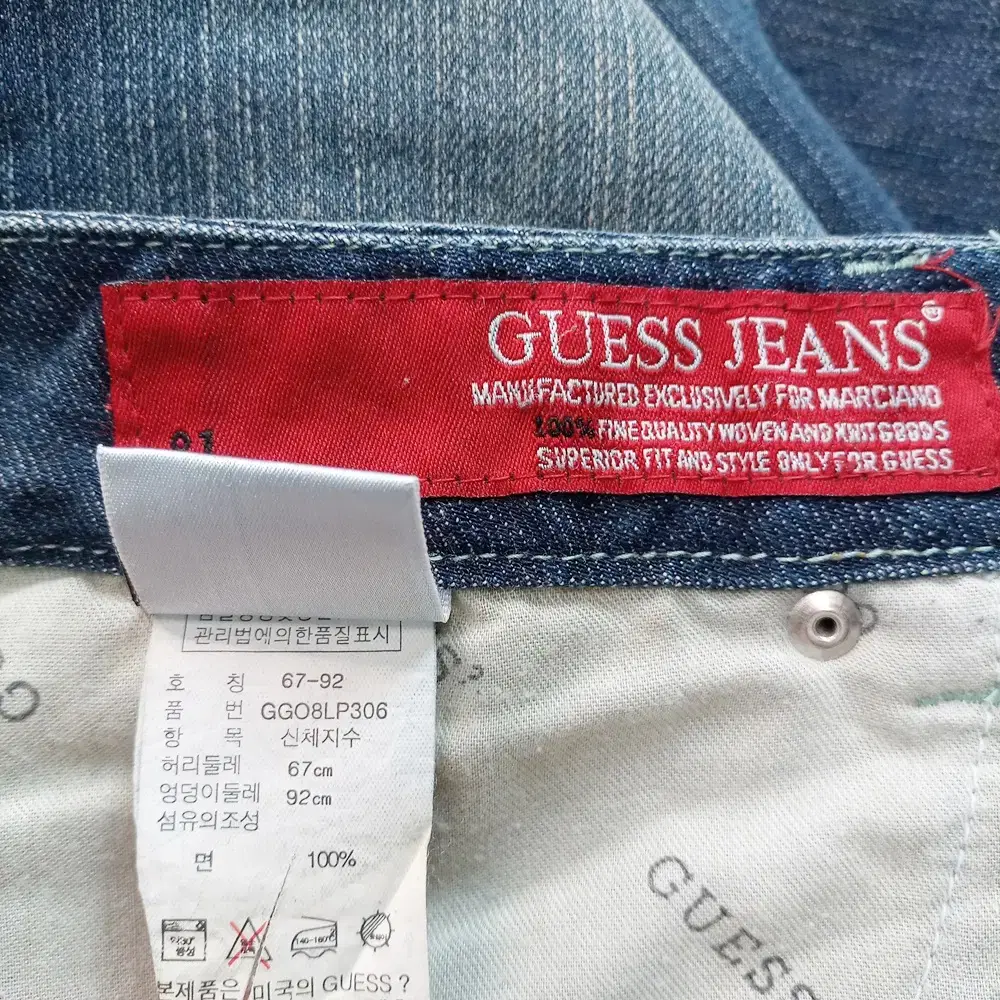 GUESS JEANS®
MANUFACTURED EXCLUSIVELY FOR MARCIANO
100% FINE QUALITY WOVEN AND KNIT GOODS
SUPERIOR FIT AND STYLE ONLY FOR GUESS
관리법에의한품질표시
호 칭 67-92
품 번 GGO8LP306
항 목 신체지수
허리둘레 67cm
엉덩이둘레 92cm
섬유의조성
면 100%
140-160℃
본제품은 미국의 GUESS ?
GUESS